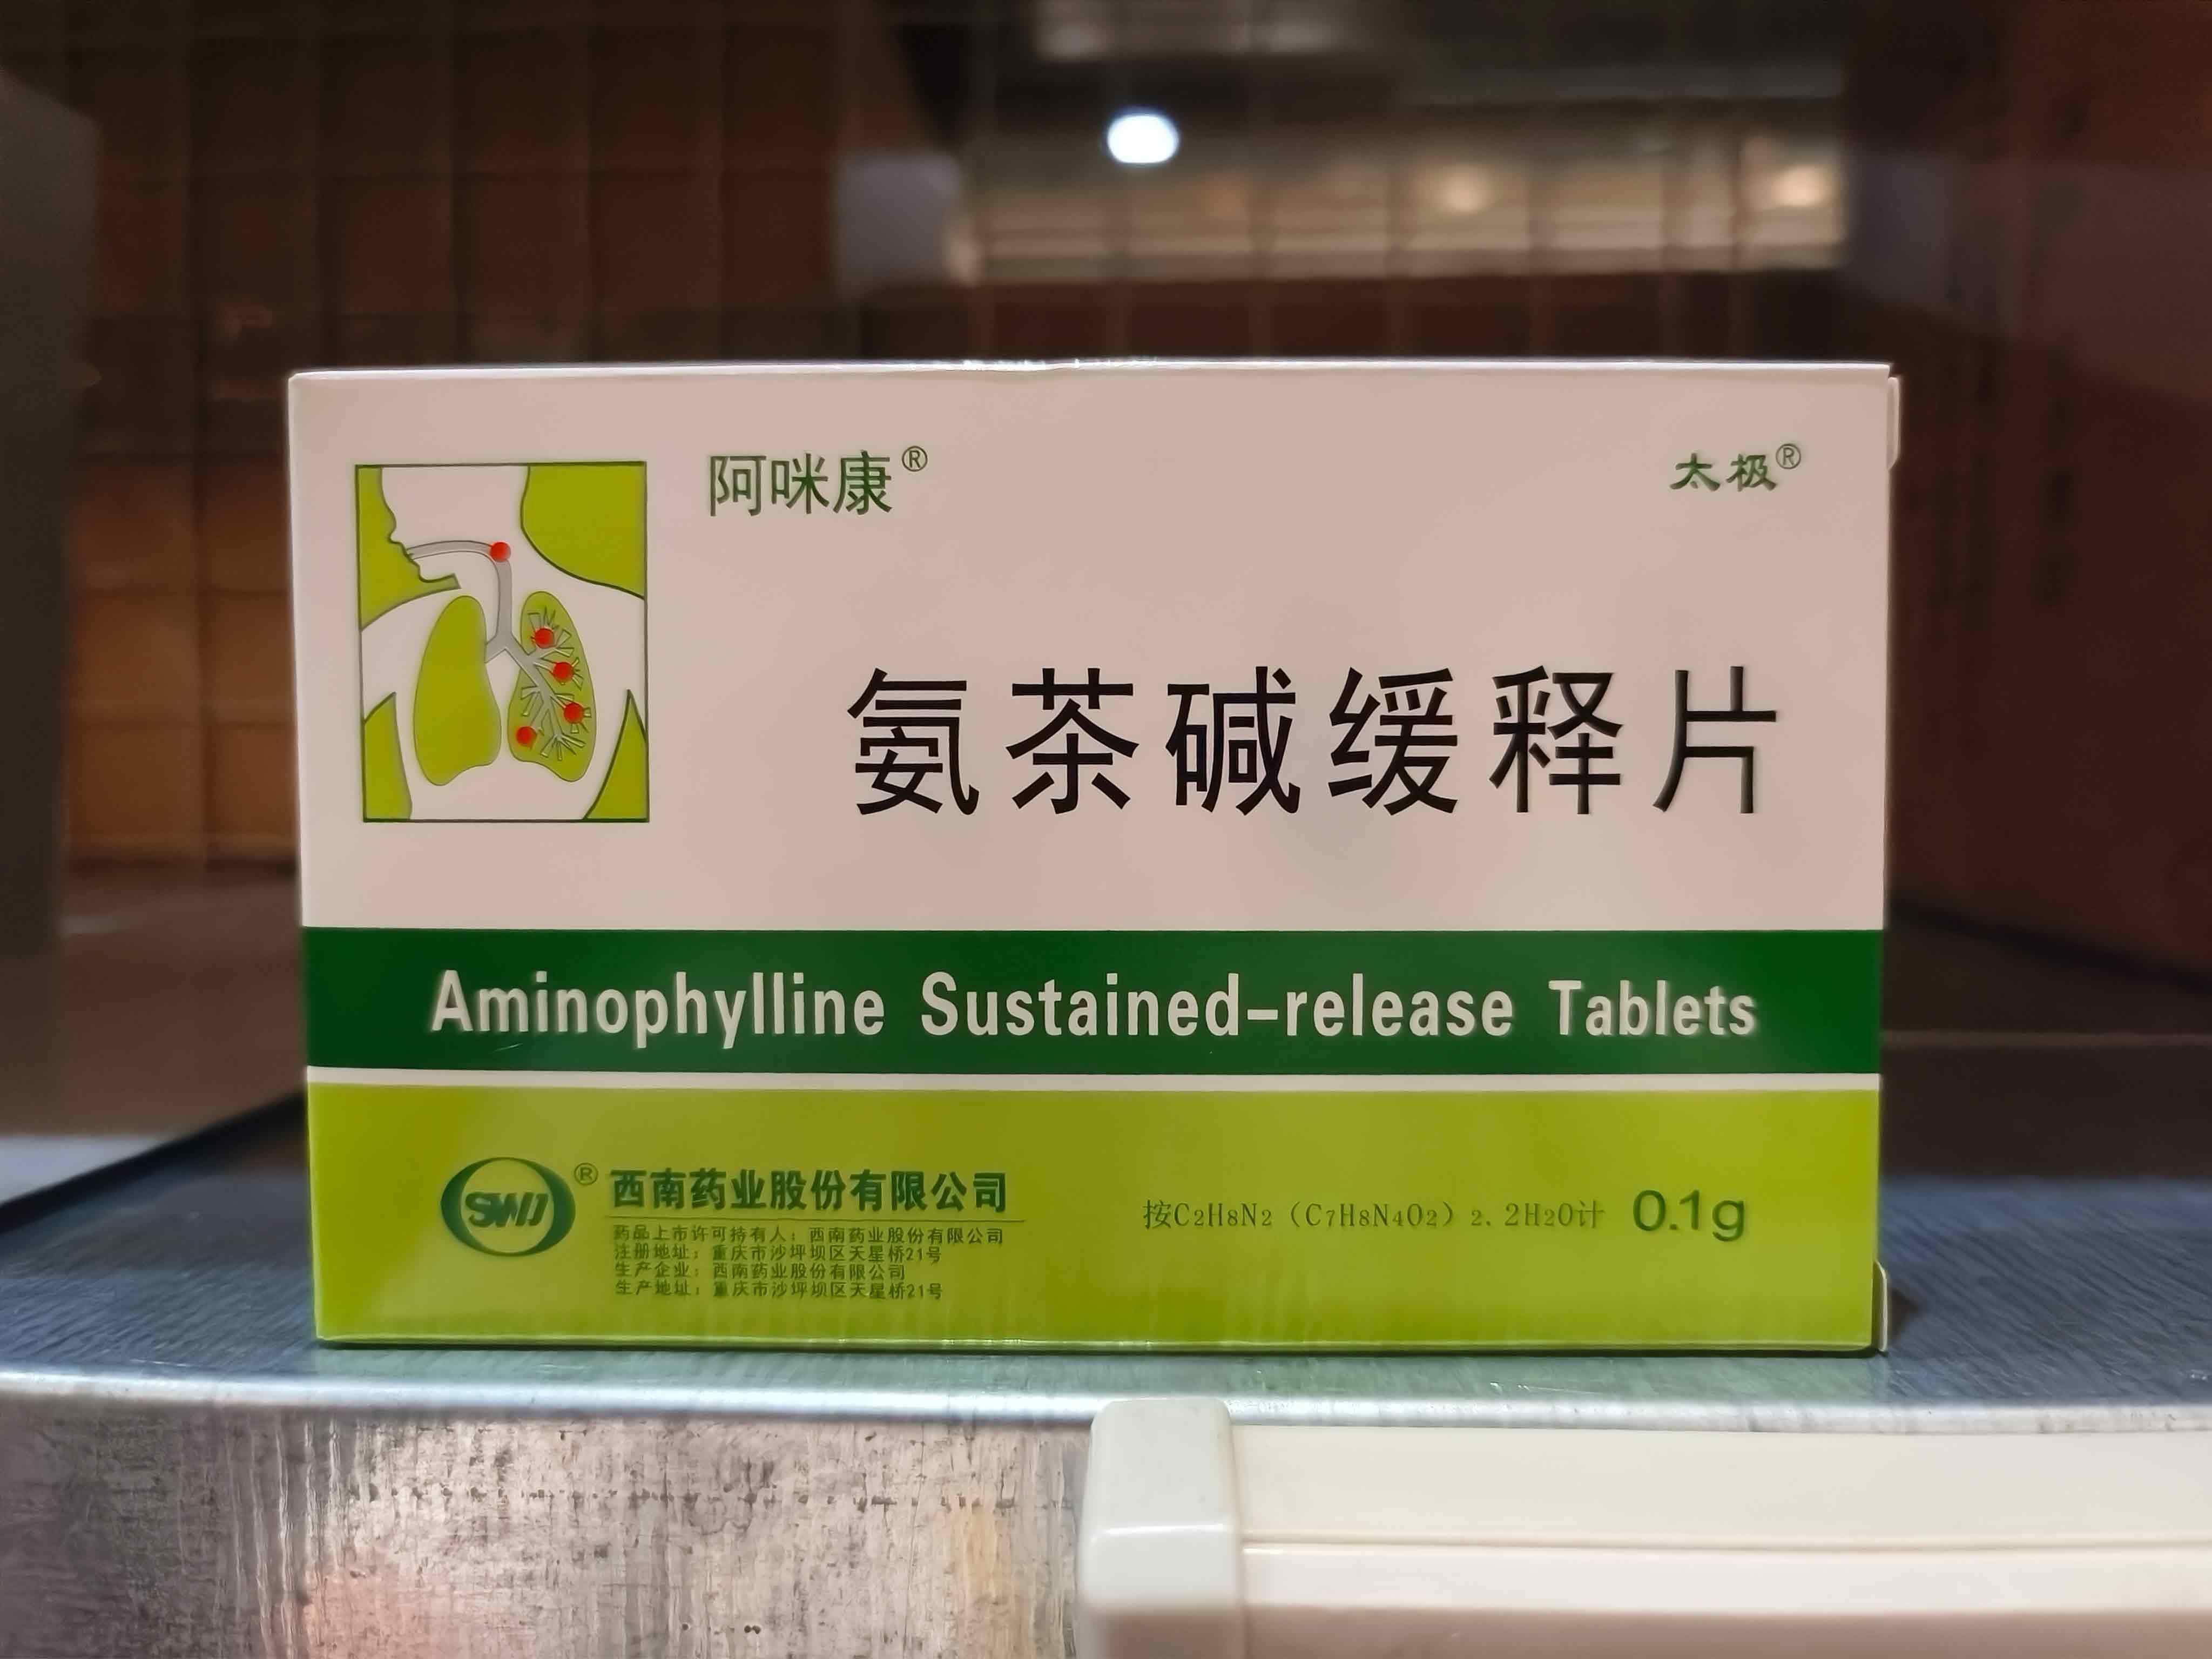 阿咪康®
太极®
氨茶碱缓释片
Aminophylline Sustained-release Tablets
SWIJ® 西南药业股份有限公司
药品上市许可持有人：西南药业股份有限公司
注册地址：重庆市沙坪坝区天星桥21号
生产企业：西南药业股份有限公司
生产地址：重庆市沙坪坝区天星桥21号
按C₂H₈N₂（C₇H₈N₄O₂）₂．2H₂O计 0.1g